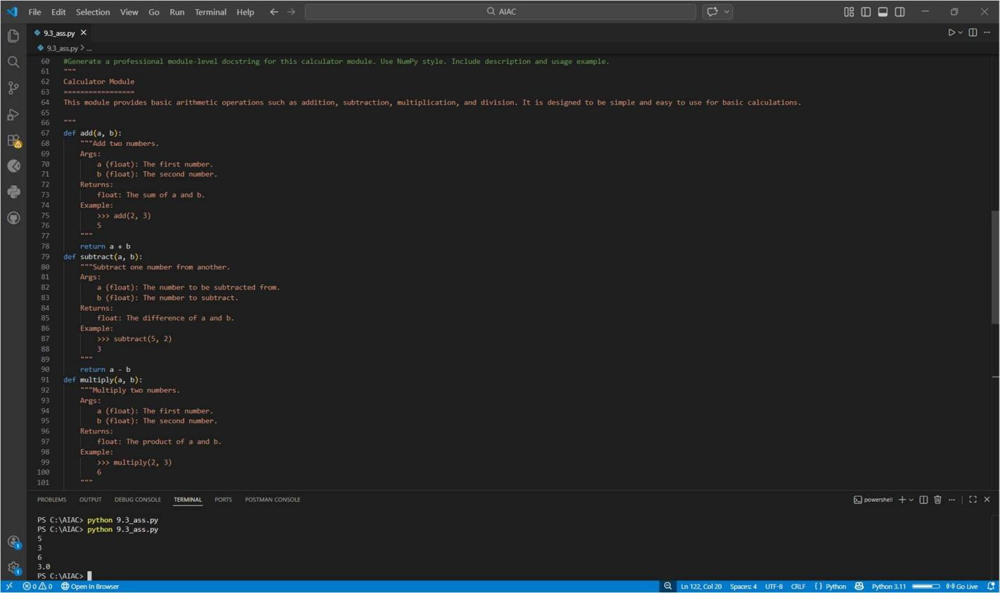 File Edit Selection View Go Run Terminal Help AIAC
9.3_ass.py
9.3_ass.py > ...
60 #Generate a professional module-level docstring for this calculator module. Use NumPy style. Include description and usage example.
61 """
62 Calculator Module
63 =================
64 This module provides basic arithmetic operations such as addition, subtraction, multiplication, and division. It is designed to be simple and easy to use for basic calculations.
65
66 """
67 def add(a, b):
68 """Add two numbers.
69 Args:
70 a (float): The first number.
71 b (float): The second number.
72 Returns:
73 float: The sum of a and b.
74 Example:
75 >>> add(2, 3)
76 5
77 """
78 return a + b
79 def subtract(a, b):
80 """Subtract one number from another.
81 Args:
82 a (float): The number to be subtracted from.
83 b (float): The number to subtract.
84 Returns:
85 float: The difference of a and b.
86 Example:
87 >>> subtract(5, 2)
88 3
89 """
90 return a - b
91 def multiply(a, b):
92 """Multiply two numbers.
93 Args:
94 a (float): The first number.
95 b (float): The second number.
96 Returns:
97 float: The product of a and b.
98 Example:
99 >>> multiply(2, 3)
100 6
101 """
PROBLEMS OUTPUT DEBUG CONSOLE TERMINAL PORTS POSTMAN CONSOLE powershell
PS C:\AIAC> python 9.3_ass.py
PS C:\AIAC> python 9.3_ass.py
5
3
6
3.0
PS C:\AIAC>
0 0 Open In Browser Ln 122, Col 20 Spaces: 4 UTF-8 CRLF { } Python Python 3.11 Go Live